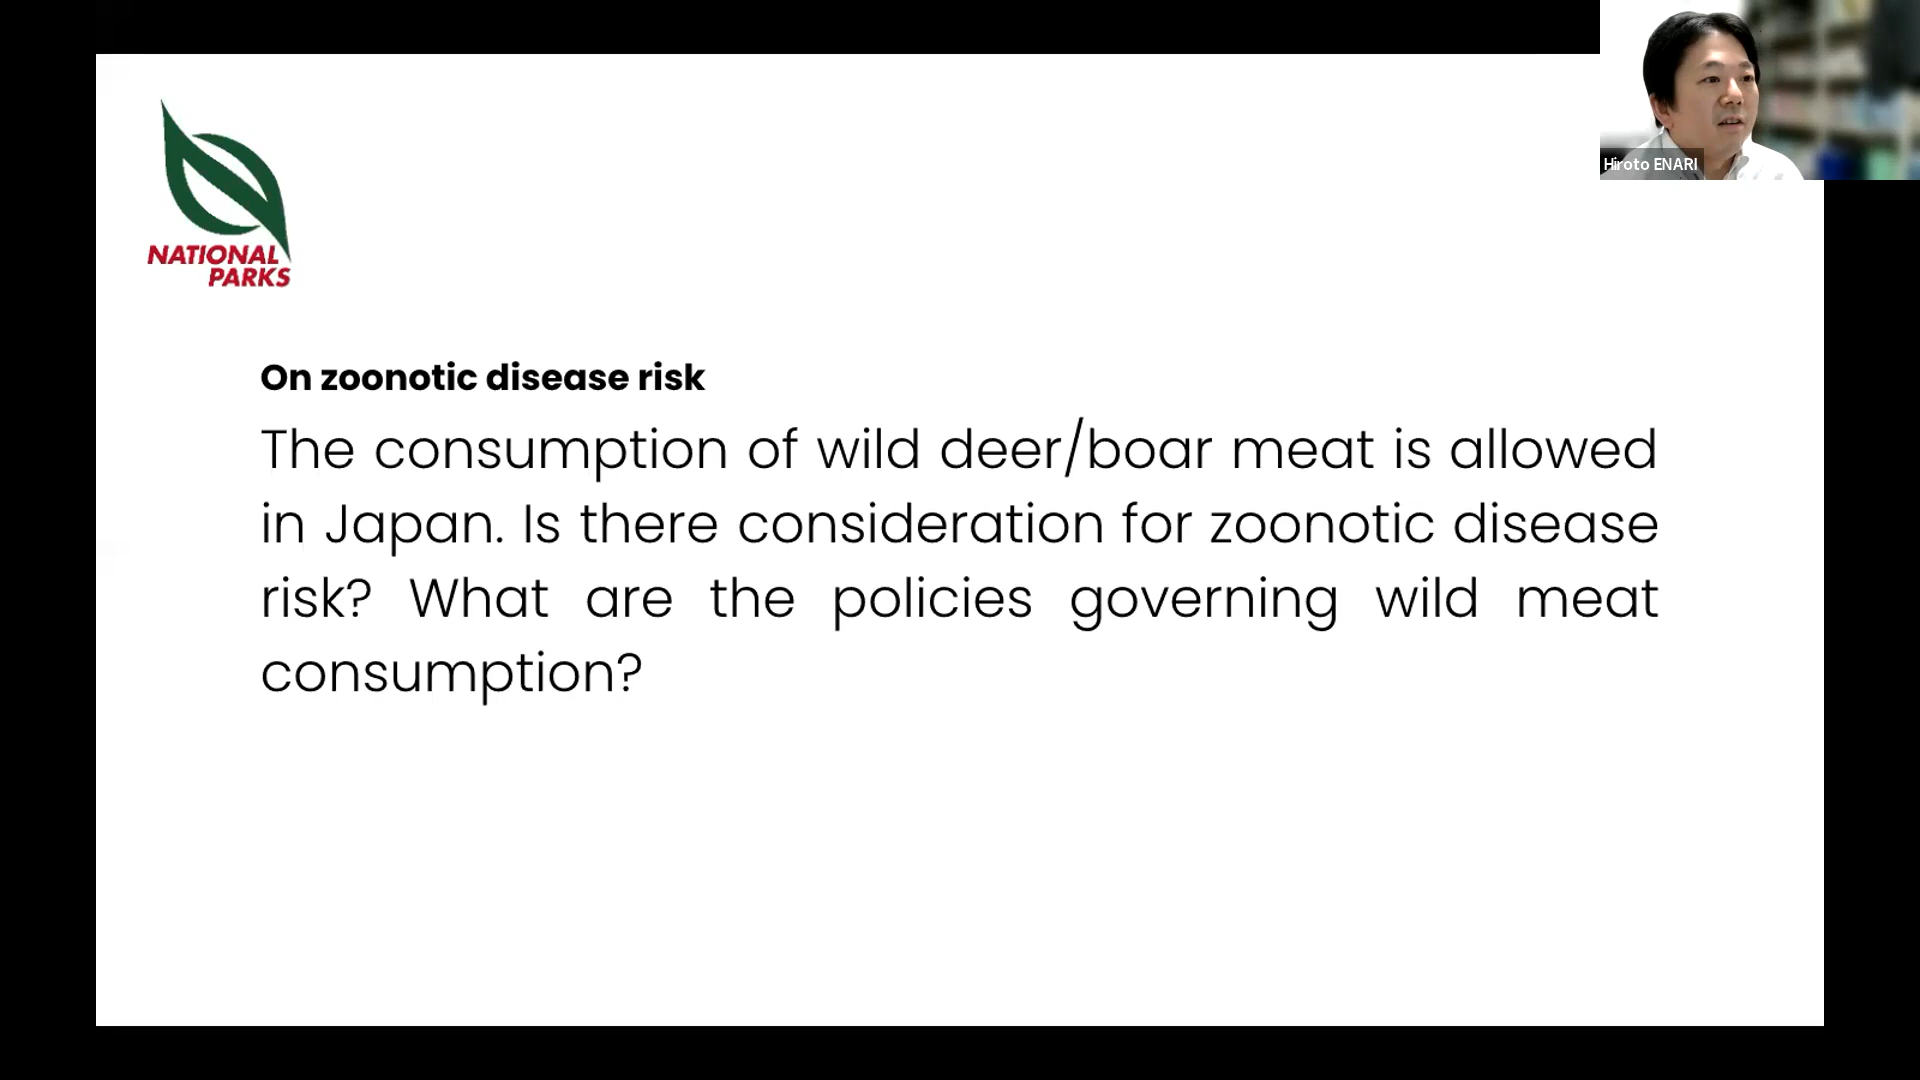 Hiroto ENARI
NATIONAL
PARKS
On zoonotic disease risk
The consumption of wild deer/boar meat is allowed
in Japan. Is there consideration for zoonotic disease
risk? What are the policies governing wild meat
consumption?